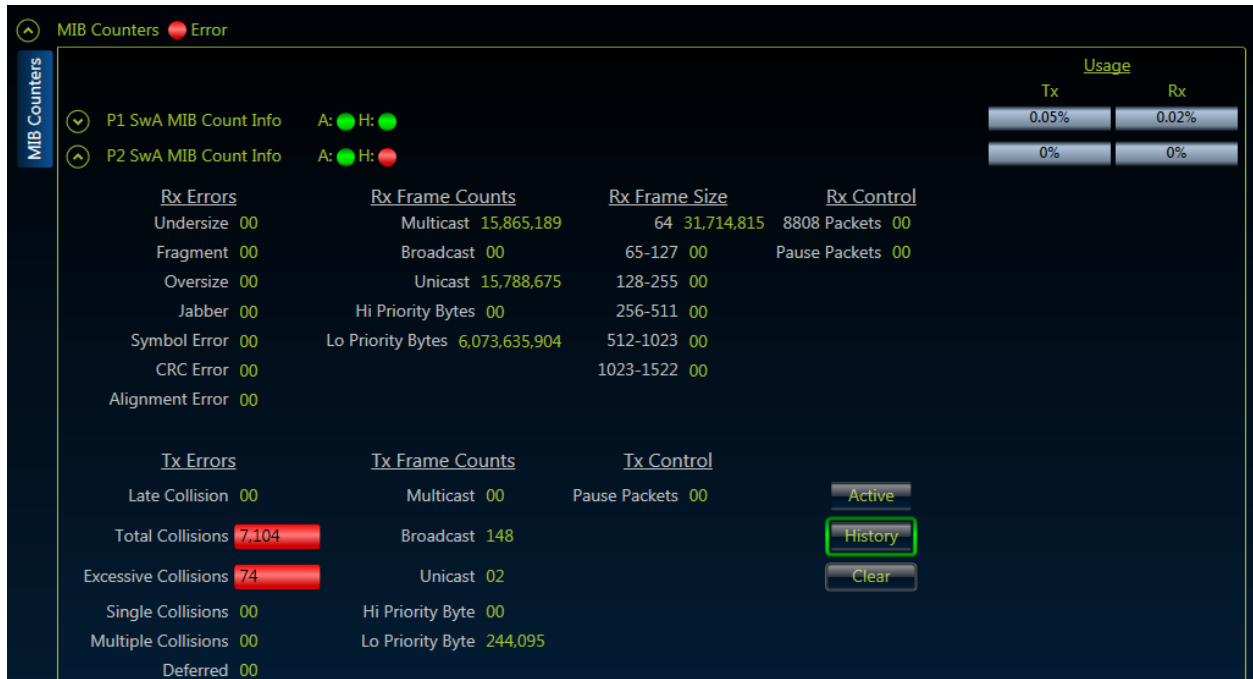 MIB Counters Error
MIB Counters
Usage
Tx Rx
P1 SwA MIB Count Info A: H: 0.05% 0.02%
P2 SwA MIB Count Info A: H: 0% 0%
Rx Errors Rx Frame Counts Rx Frame Size Rx Control
Undersize 00 Multicast 15,865,189 64 31,714,815 8808 Packets 00
Fragment 00 Broadcast 00 65-127 00 Pause Packets 00
Oversize 00 Unicast 15,788,675 128-255 00
Jabber 00 Hi Priority Bytes 00 256-511 00
Symbol Error 00 Lo Priority Bytes 6,073,635,904 512-1023 00
CRC Error 00 1023-1522 00
Alignment Error 00
Tx Errors Tx Frame Counts Tx Control
Late Collision 00 Multicast 00 Pause Packets 00 Active
Total Collisions 7,104 Broadcast 148 History
Excessive Collisions 74 Unicast 02 Clear
Single Collisions 00 Hi Priority Byte 00
Multiple Collisions 00 Lo Priority Byte 244,095
Deferred 00